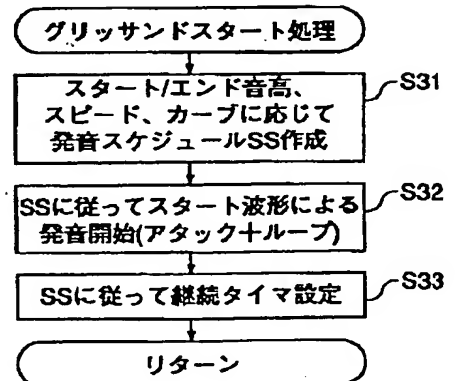 グリッサンドスタート処理
スタート/エンド音高、
スピード、カーブに応じて
発音スケジュールSS作成
S31
SSに従ってスタート波形による
発音開始(アタック+ループ)
S32
SSに従って継続タイマ設定
S33
リターン